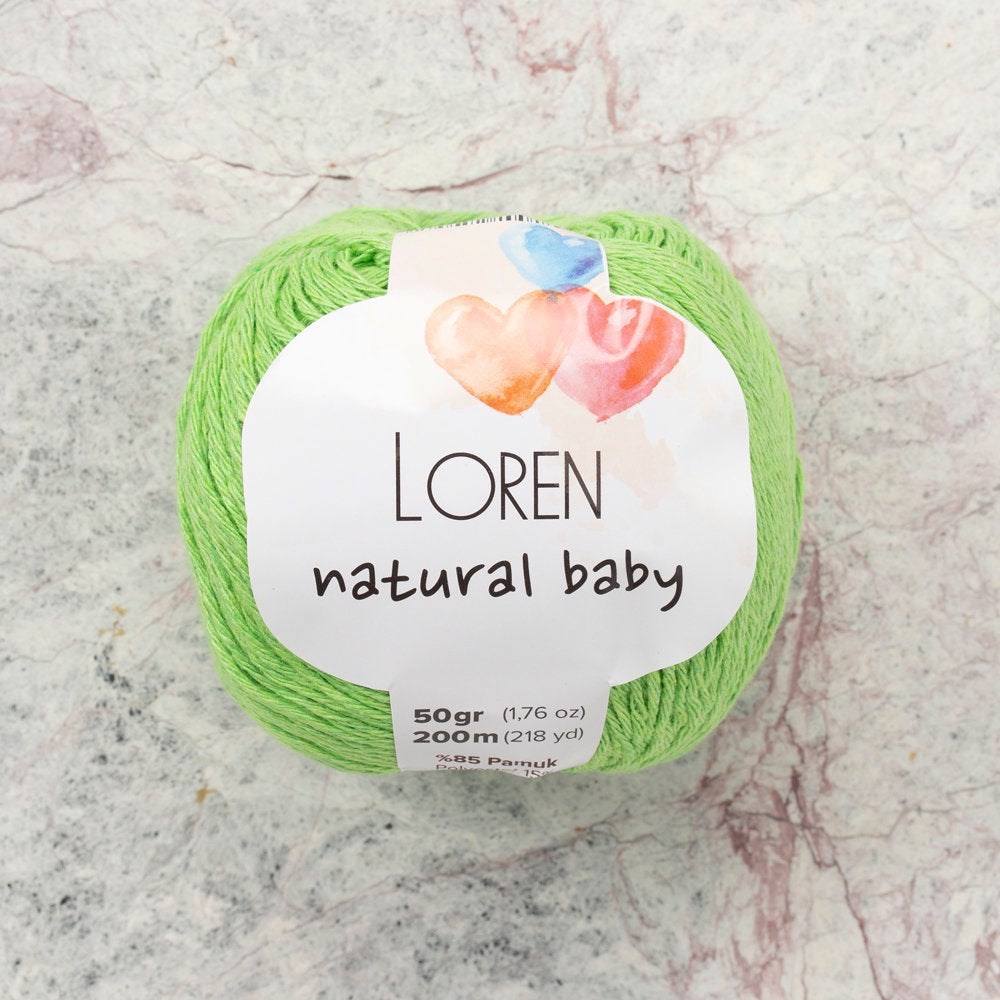 LOREN
natural baby
50gr (1,76 oz)
200m (218 yd)
%85 Pamuk